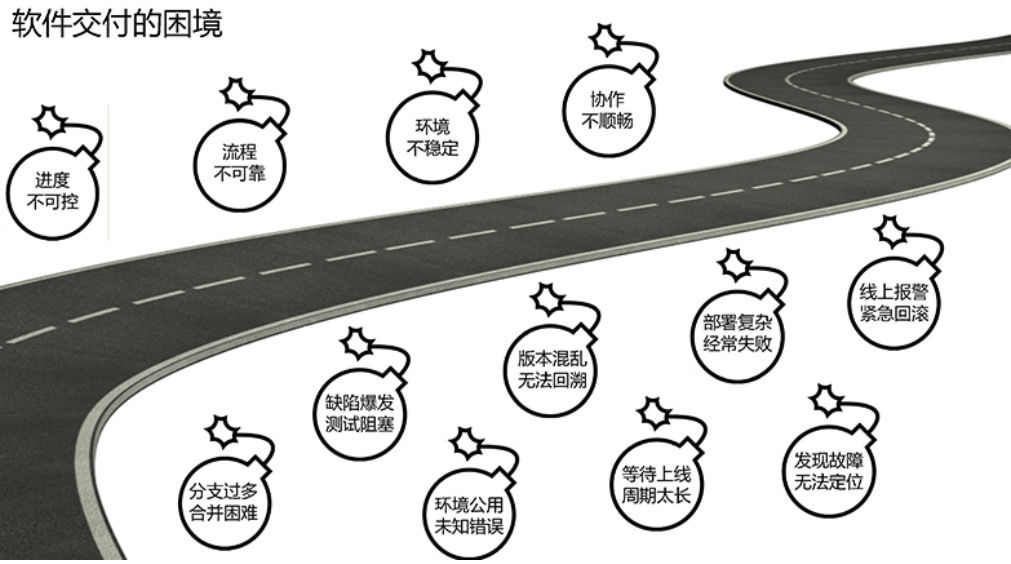 软件交付的困境
进度
不可控
流程
不可靠
环境
不稳定
协作
不顺畅
分支过多
合并困难
缺陷爆发
测试阻塞
环境公用
未知错误
版本混乱
无法回溯
等待上线
周期太长
部署复杂
经常失败
发现故障
无法定位
线上报警
紧急回滚